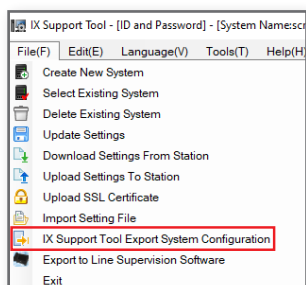 IX Support Tool - [ID and Password] - [System Name:scr
File(F) Edit(E) Language(V) Tools(T) Help(H
Create New System
Select Existing System
Delete Existing System
Update Settings
Download Settings From Station
Upload Settings To Station
Upload SSL Certificate
Import Setting File
IX Support Tool Export System Configuration
Export to Line Supervision Software
Exit